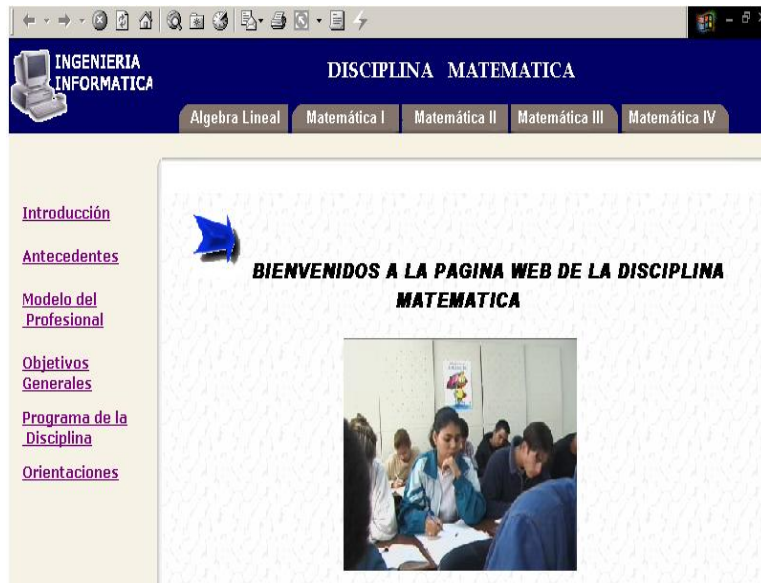 INGENIERIA
INFORMATICA
DISCIPLINA MATEMATICA
Algebra Lineal
Matemática I
Matemática II
Matemática III
Matemática IV
Introducción
Antecedentes
Modelo del
Profesional
Objetivos
Generales
Programa de la
Disciplina
Orientaciones
BIENVENIDOS A LA PAGINA WEB DE LA DISCIPLINA
MATEMATICA